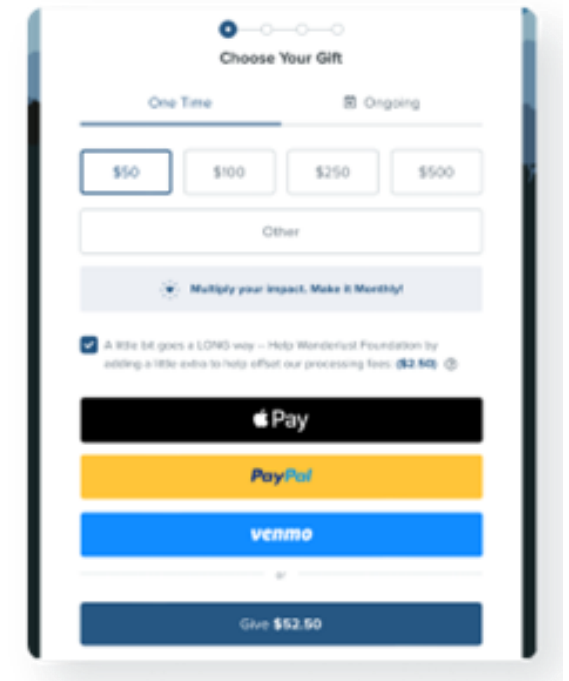 Choose Your Gift
One Time
Ongoing
$50
$100
$250
$500
Other
Multiply your impact. Make it Monthly!
A little bit goes a LONG way – Help Wanderlust Foundation by
adding a little extra to help offset our processing fees ($2.50)
Pay
PayPal
venmo
or
Give $52.50